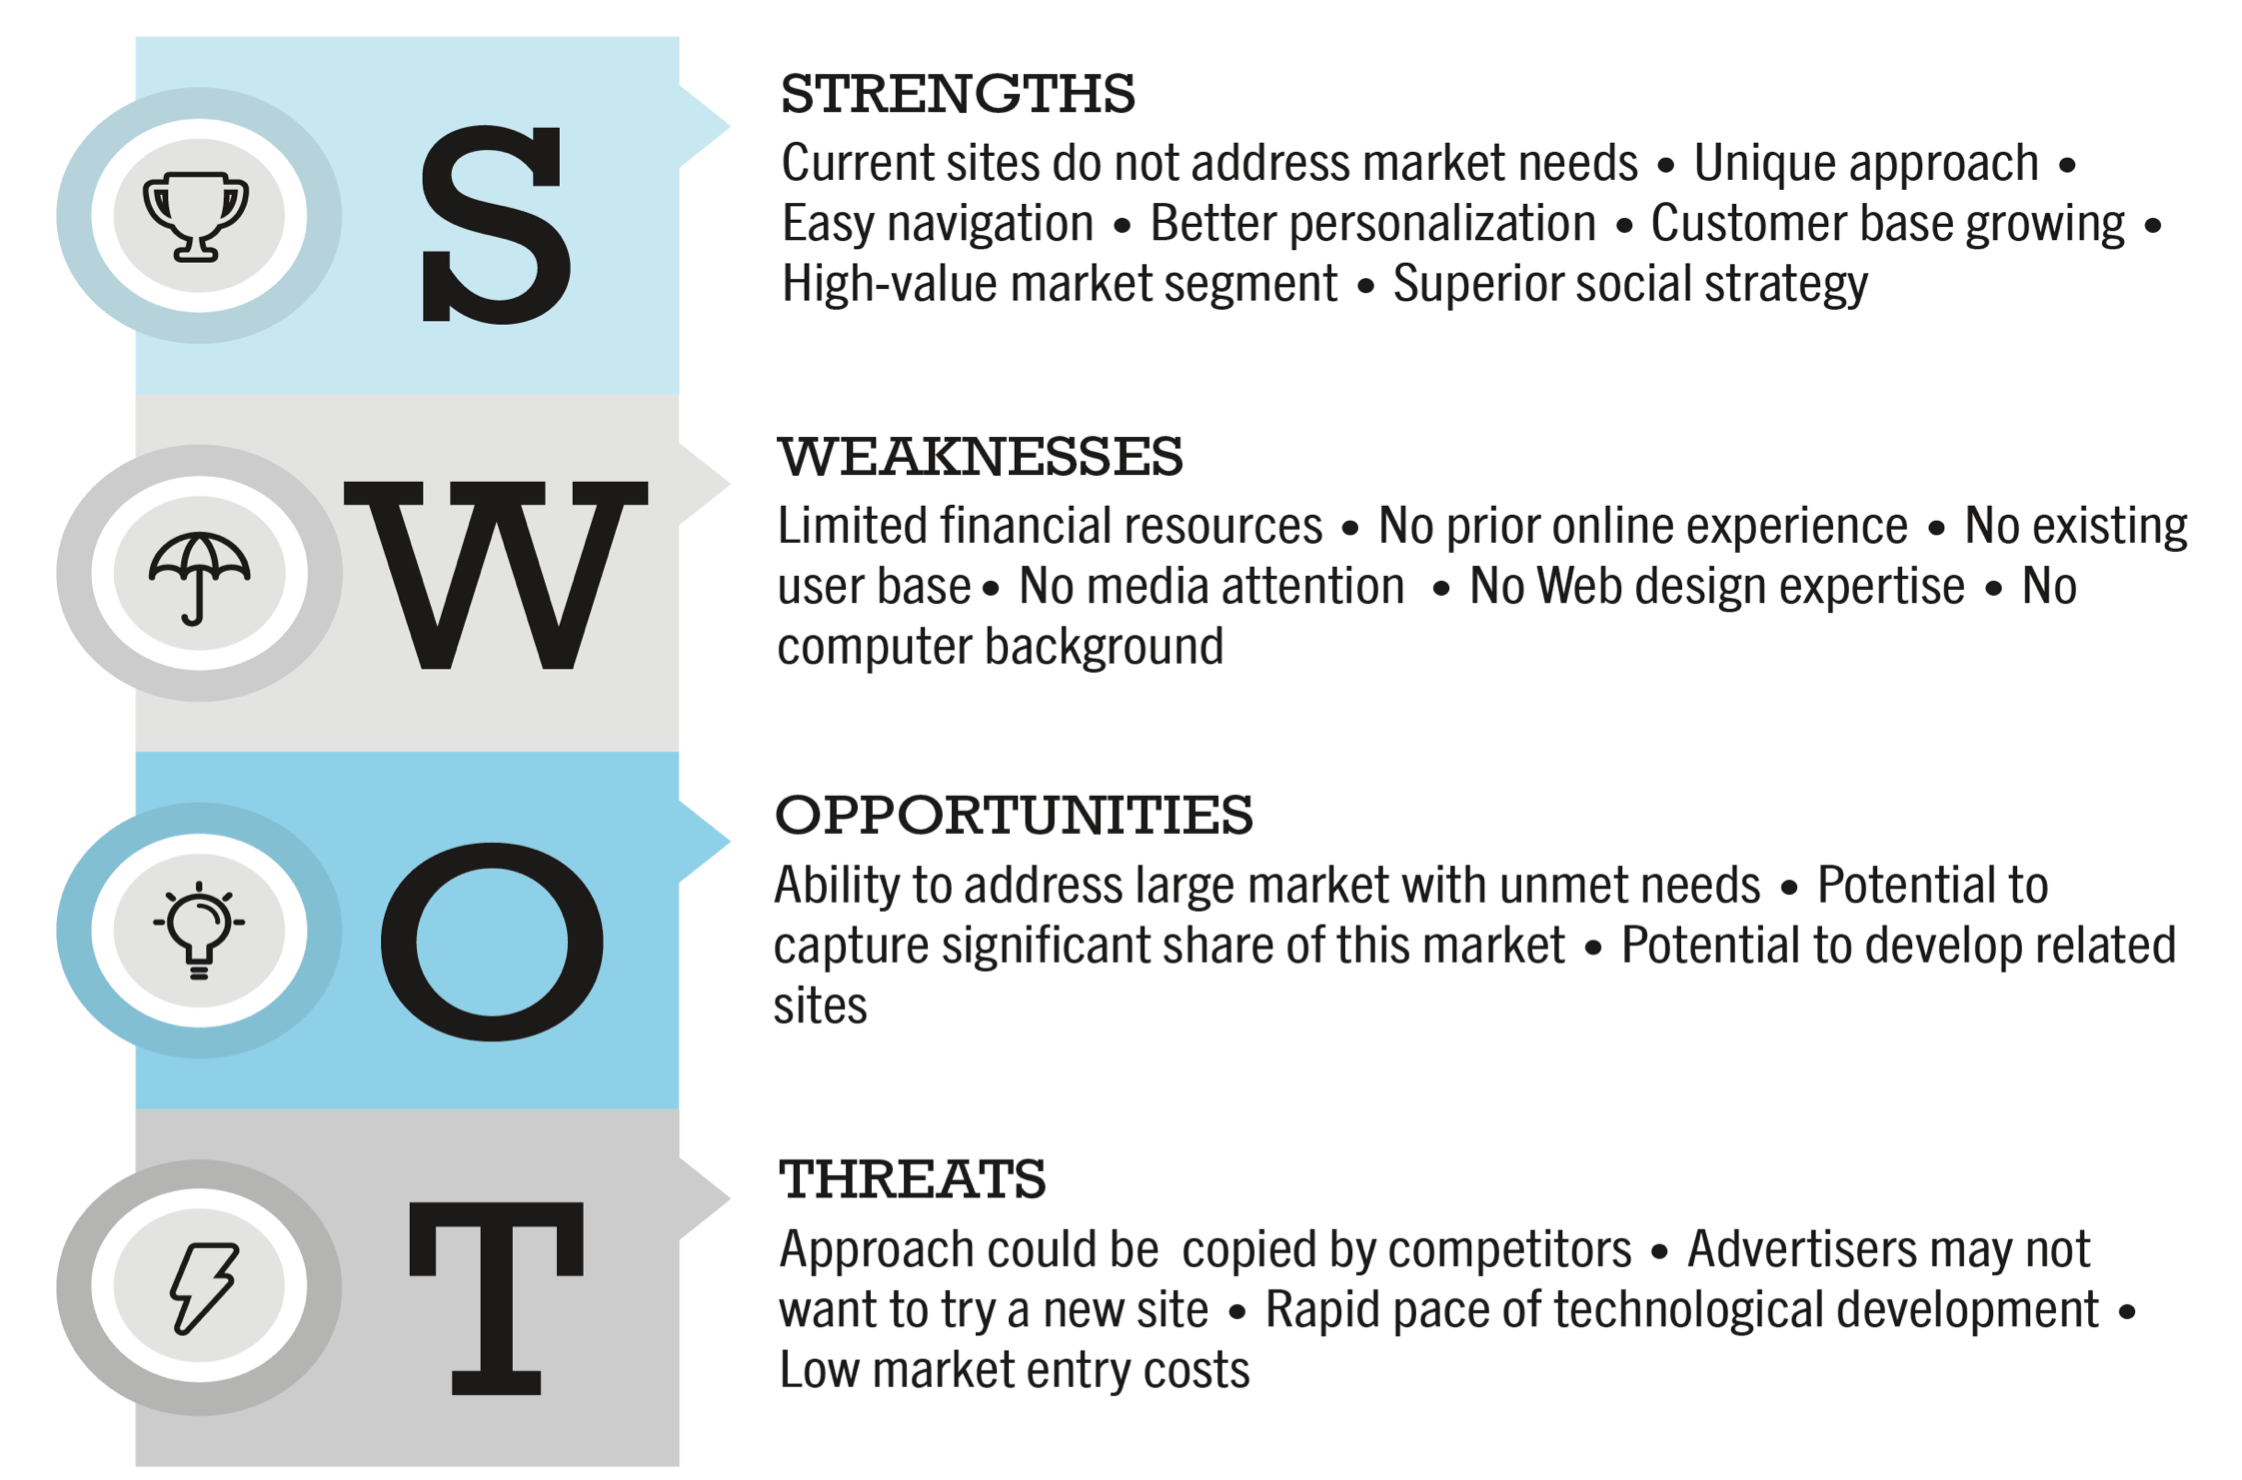 S
STRENGTHS
Current sites do not address market needs • Unique approach •
Easy navigation • Better personalization • Customer base growing •
High-value market segment • Superior social strategy
W
WEAKNESSES
Limited financial resources • No prior online experience • No existing
user base • No media attention • No Web design expertise • No
computer background
O
OPPORTUNITIES
Ability to address large market with unmet needs • Potential to
capture significant share of this market • Potential to develop related
sites
T
THREATS
Approach could be copied by competitors • Advertisers may not
want to try a new site • Rapid pace of technological development •
Low market entry costs